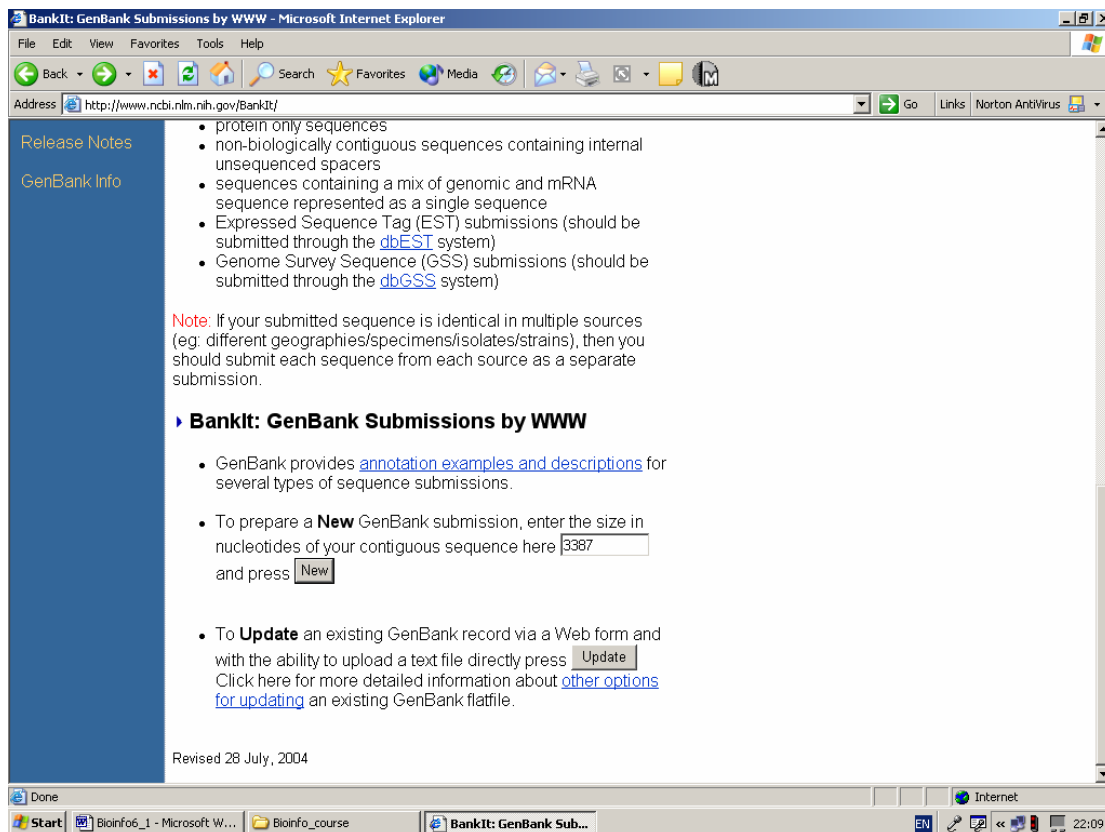 BankIt: GenBank Submissions by WWW - Microsoft Internet Explorer
File Edit View Favorites Tools Help
Back Search Favorites Media
Address http://www.ncbi.nlm.nih.gov/BankIt/ Go Links Norton AntiVirus
Release Notes
GenBank Info
• protein only sequences
• non-biologically contiguous sequences containing internal
unsequenced spacers
• sequences containing a mix of genomic and mRNA
sequence represented as a single sequence
• Expressed Sequence Tag (EST) submissions (should be
submitted through the dbEST system)
• Genome Survey Sequence (GSS) submissions (should be
submitted through the dbGSS system)
Note: If your submitted sequence is identical in multiple sources
(eg: different geographies/specimens/isolates/strains), then you
should submit each sequence from each source as a separate
submission.
BankIt: GenBank Submissions by WWW
• GenBank provides annotation examples and descriptions for
several types of sequence submissions.
• To prepare a New GenBank submission, enter the size in
nucleotides of your contiguous sequence here 3387
and press New
• To Update an existing GenBank record via a Web form and
with the ability to upload a text file directly press Update
Click here for more detailed information about other options
for updating an existing GenBank flatfile.
Revised 28 July, 2004
Done Internet
Start Bioinfo6_1 - Microsoft W... Bioinfo_course BankIt: GenBank Sub... EN « 22:09